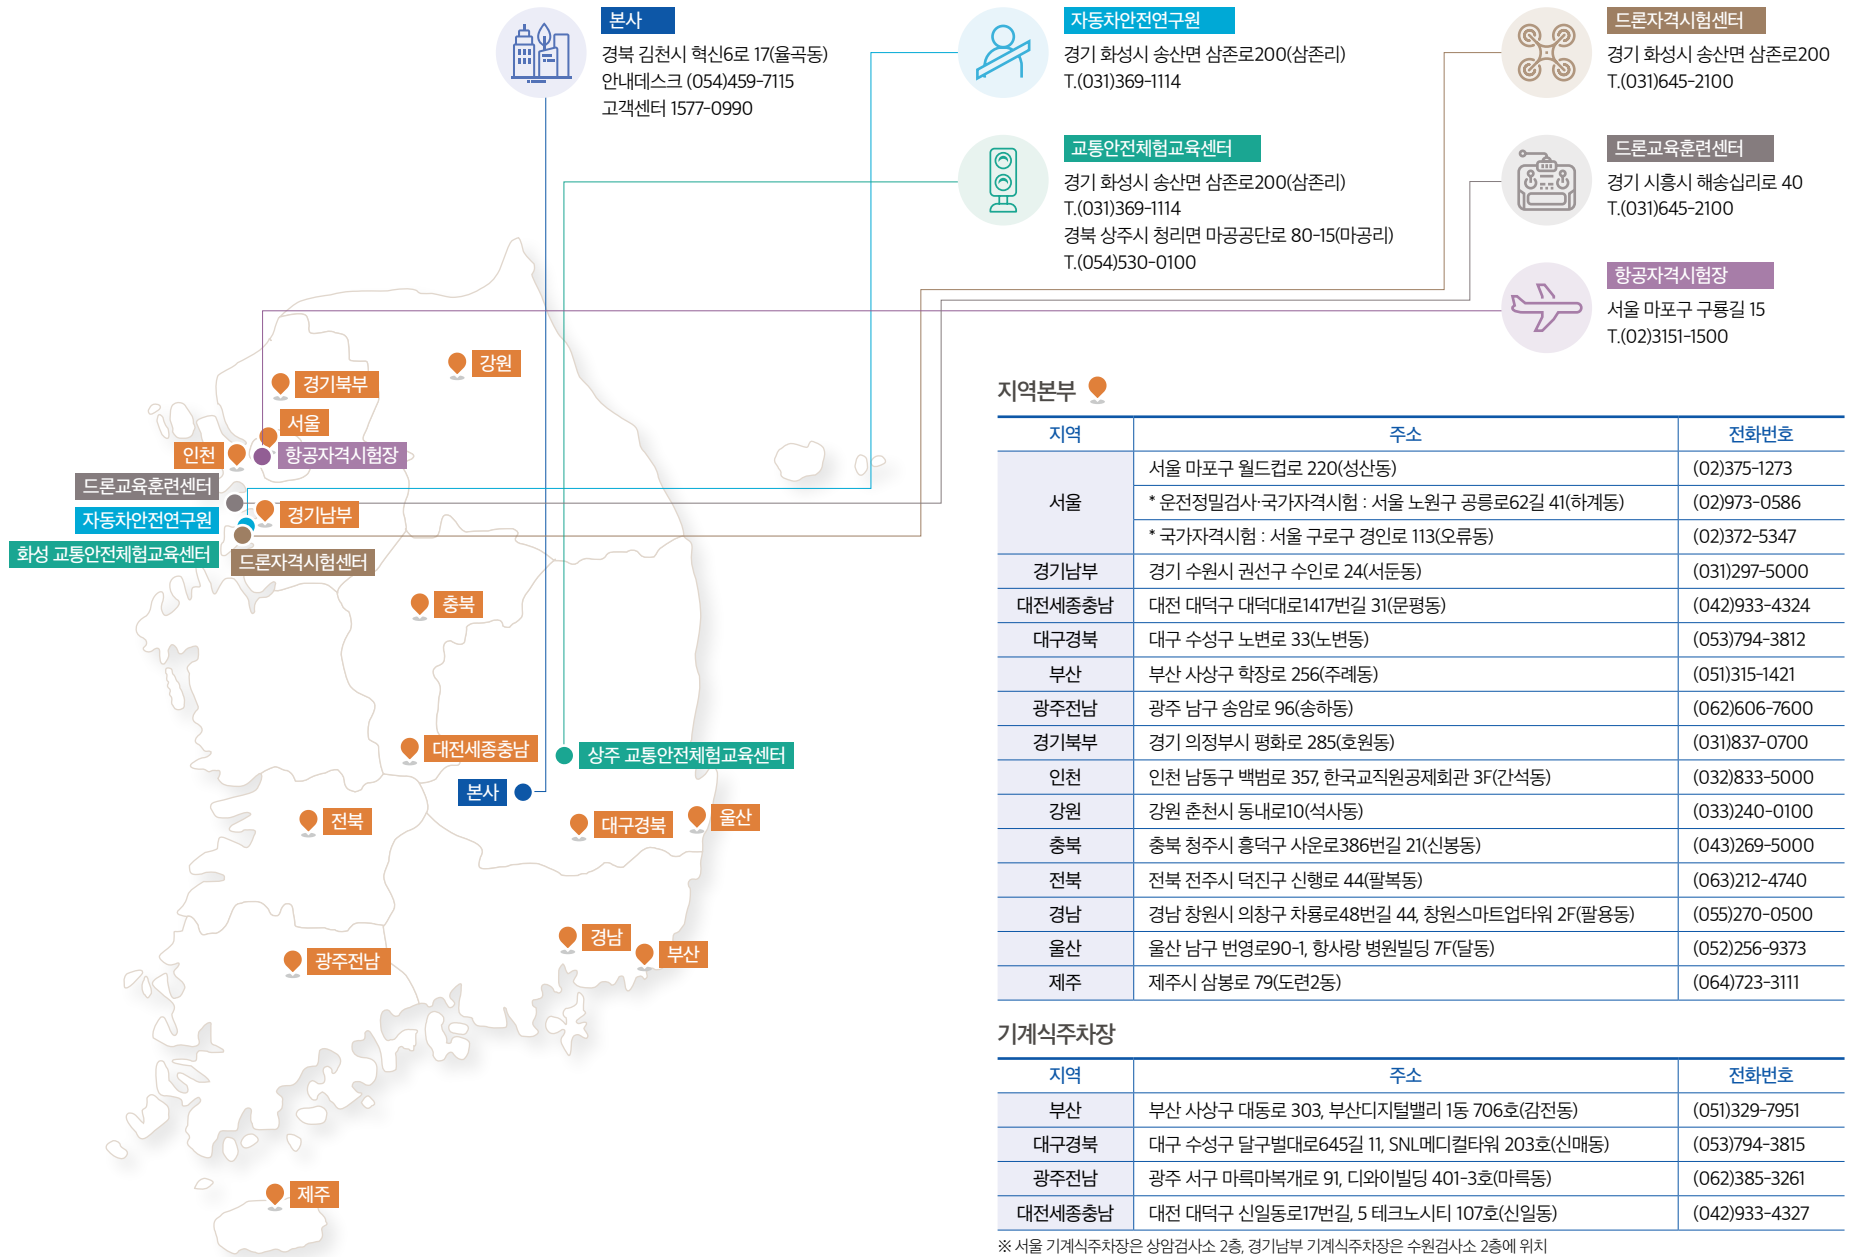 본사
경북 김천시 혁신6로 17(율곡동)
안내데스크 (054)459-7115
고객센터 1577-0990
자동차안전연구원
경기 화성시 송산면 삼존로200(삼존리)
T.(031)369-1114
교통안전체험교육센터
경기 화성시 송산면 삼존로200(삼존리)
T.(031)369-1114
경북 상주시 청리면 마공공단로 80-15(마공리)
T.(054)530-0100
드론자격시험센터
경기 화성시 송산면 삼존로200
T.(031)645-2100
드론교육훈련센터
경기 시흥시 해송십리로 40
T.(031)645-2100
항공자격시험장
서울 마포구 구룡길 15
T.(02)3151-1500
강원
경기북부
서울
인천
항공자격시험장
드론교육훈련센터
경기남부
자동차안전연구원
화성 교통안전체험교육센터
드론자격시험센터
충북
대전세종충남
상주 교통안전체험교육센터
본사
전북
대구경북
울산
경남
부산
광주전남
제주
지역본부
지역 주소 전화번호
서울 서울 마포구 월드컵로 220(성산동) (02)375-1273
* 운전정밀검사·국가자격시험 : 서울 노원구 공릉로62길 41(하계동) (02)973-0586
* 국가자격시험 : 서울 구로구 경인로 113(오류동) (02)372-5347
경기남부 경기 수원시 권선구 수인로 24(서둔동) (031)297-5000
대전세종충남 대전 대덕구 대덕대로1417번길 31(문평동) (042)933-4324
대구경북 대구 수성구 노변로 33(노변동) (053)794-3812
부산 부산 사상구 학장로 256(주례동) (051)315-1421
광주전남 광주 남구 송암로 96(송하동) (062)606-7600
경기북부 경기 의정부시 평화로 285(호원동) (031)837-0700
인천 인천 남동구 백범로 357, 한국교직원공제회관 3F(간석동) (032)833-5000
강원 강원 춘천시 동내로10(석사동) (033)240-0100
충북 충북 청주시 흥덕구 사운로386번길 21(신봉동) (043)269-5000
전북 전북 전주시 덕진구 신행로 44(팔복동) (063)212-4740
경남 경남 창원시 의창구 차룡로48번길 44, 창원스마트업타워 2F(팔용동) (055)270-0500
울산 울산 남구 번영로90-1, 항사랑 병원빌딩 7F(달동) (052)256-9373
제주 제주시 삼봉로 79(도련2동) (064)723-3111
기계식주차장
지역 주소 전화번호
부산 부산 사상구 대동로 303, 부산디지털밸리 1동 706호(감전동) (051)329-7951
대구경북 대구 수성구 달구벌대로645길 11, SNL메디컬타워 203호(신매동) (053)794-3815
광주전남 광주 서구 마륵마복개로 91, 디와이빌딩 401-3호(마륵동) (062)385-3261
대전세종충남 대전 대덕구 신일동로17번길, 5 테크노시티 107호(신일동) (042)933-4327
※ 서울 기계식주차장은 상암검사소 2층, 경기남부 기계식주차장은 수원검사소 2층에 위치